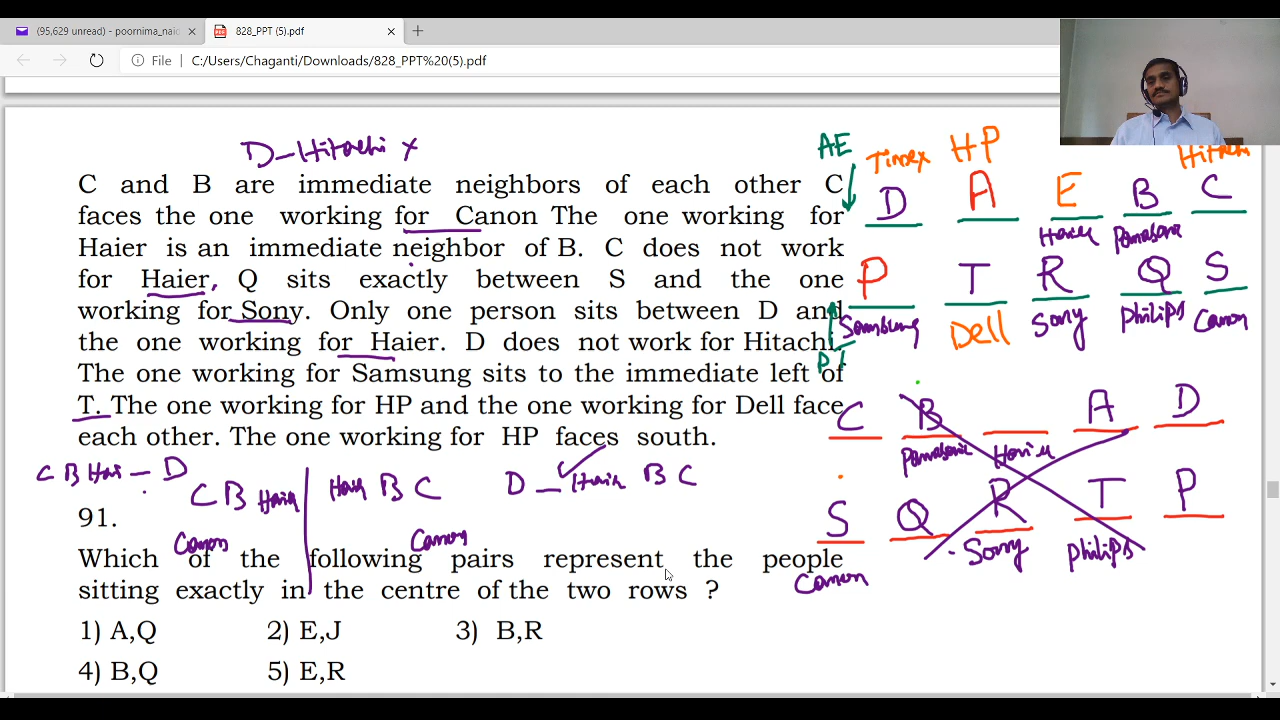 (95,629 unread) - poornima_naic
828_PPT (5).pdf
File C:/Users/Chaganti/Downloads/828_PPT%20(5).pdf
D-Hitachi x
C and B are immediate neighbors of each other C
faces the one working for Canon The one working for
Haier is an immediate neighbor of B. C does not work
for Haier, Q sits exactly between S and the one
working for Sony. Only one person sits between D and
the one working for Haier. D does not work for Hitachi.
The one working for Samsung sits to the immediate left of
T. The one working for HP and the one working for Dell face
each other. The one working for HP faces south.
C B Hai - D
C B Hair
Canon
Hair B C
Canon
D - Hair B C
91.
Which of the following pairs represent the people
sitting exactly in the centre of the two rows ?
1) A,Q 2) E,J 3) B,R
4) B,Q 5) E,R
AE
Timex HP Hitachi
D A E B C
Haier Panasonic
P T R Q S
Samsung Dell Sony Philips Canon
C B A D
Panasonic Haier
S Q R T P
Canon Sony Philips